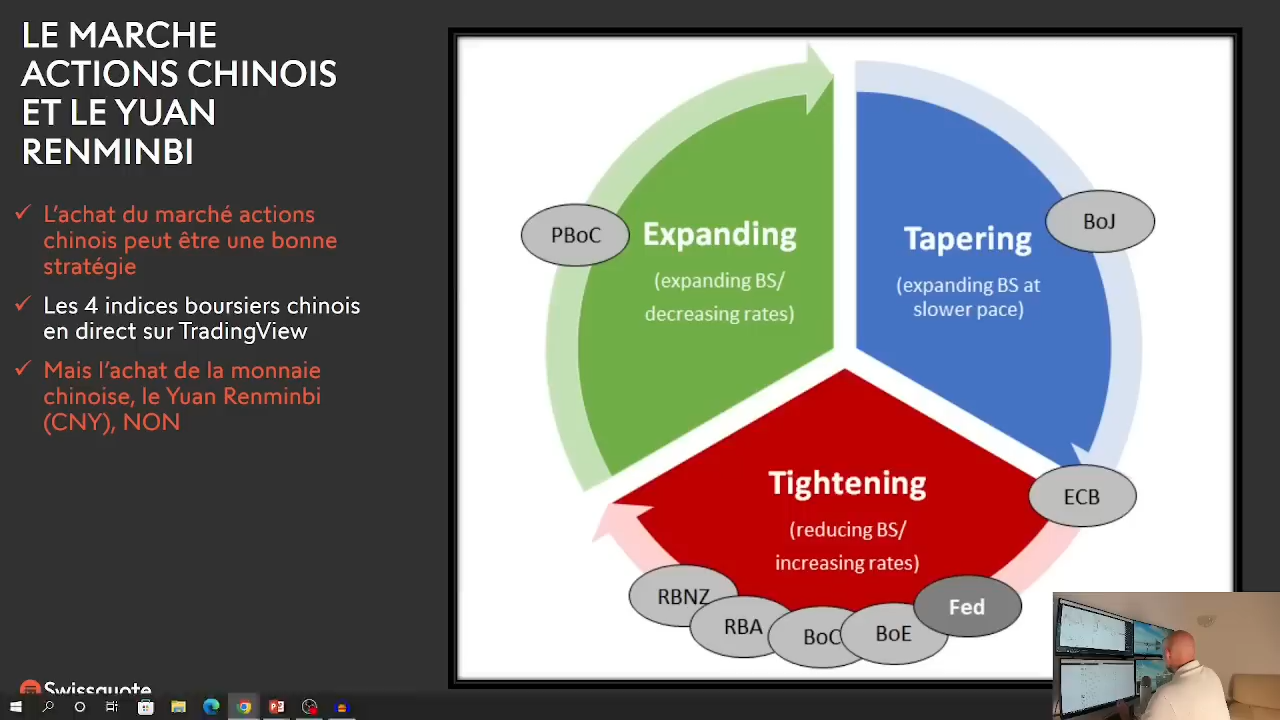 LE MARCHE
ACTIONS CHINOIS
ET LE YUAN
RENMINBI
✓ L'achat du marché actions
chinois peut être une bonne
stratégie
✓ Les 4 indices boursiers chinois
en direct sur TradingView
✓ Mais l'achat de la monnaie
chinoise, le Yuan Renminbi
(CNY), NON
Swissquote
PBoC
Expanding
(expanding BS/
decreasing rates)
Tapering
(expanding BS at
slower pace)
BoJ
Tightening
(reducing BS/
increasing rates)
ECB
RBNZ
RBA
BoC
BoE
Fed